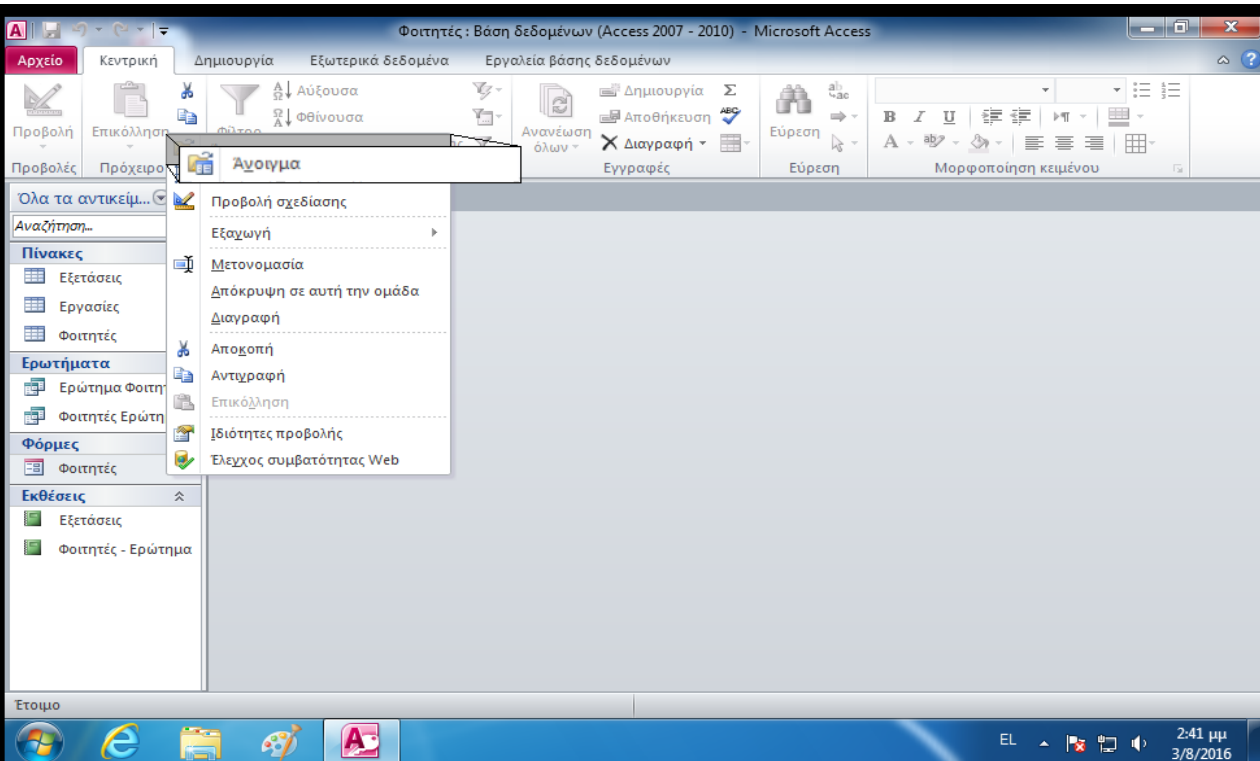 Φοιτητές : Βάση δεδομένων (Access 2007 - 2010) - Microsoft Access
Αρχείο Κεντρική Δημιουργία Εξωτερικά δεδομένα Εργαλεία βάσης δεδομένων
Προβολή
Επικόλληση
Φίλτρο
Αύξουσα
Φθίνουσα
Ανανέωση όλων
Δημιουργία
Αποθήκευση
Διαγραφή
Εύρεση
Προβολές Πρόχειρο Εγγραφές Εύρεση Μορφοποίηση κειμένου
Όλα τα αντικείμ...
Αναζήτηση...
Πίνακες
Εξετάσεις
Εργασίες
Φοιτητές
Ερωτήματα
Ερώτημα Φοιτητ
Φοιτητές Ερώτη
Φόρμες
Φοιτητές
Εκθέσεις
Εξετάσεις
Φοιτητές - Ερώτημα
Άνοιγμα
Προβολή σχεδίασης
Εξαγωγή
Μετονομασία
Απόκρυψη σε αυτή την ομάδα
Διαγραφή
Αποκοπή
Αντιγραφή
Επικόλληση
Ιδιότητες προβολής
Έλεγχος συμβατότητας Web
Έτοιμο
EL
2:41 μμ
3/8/2016